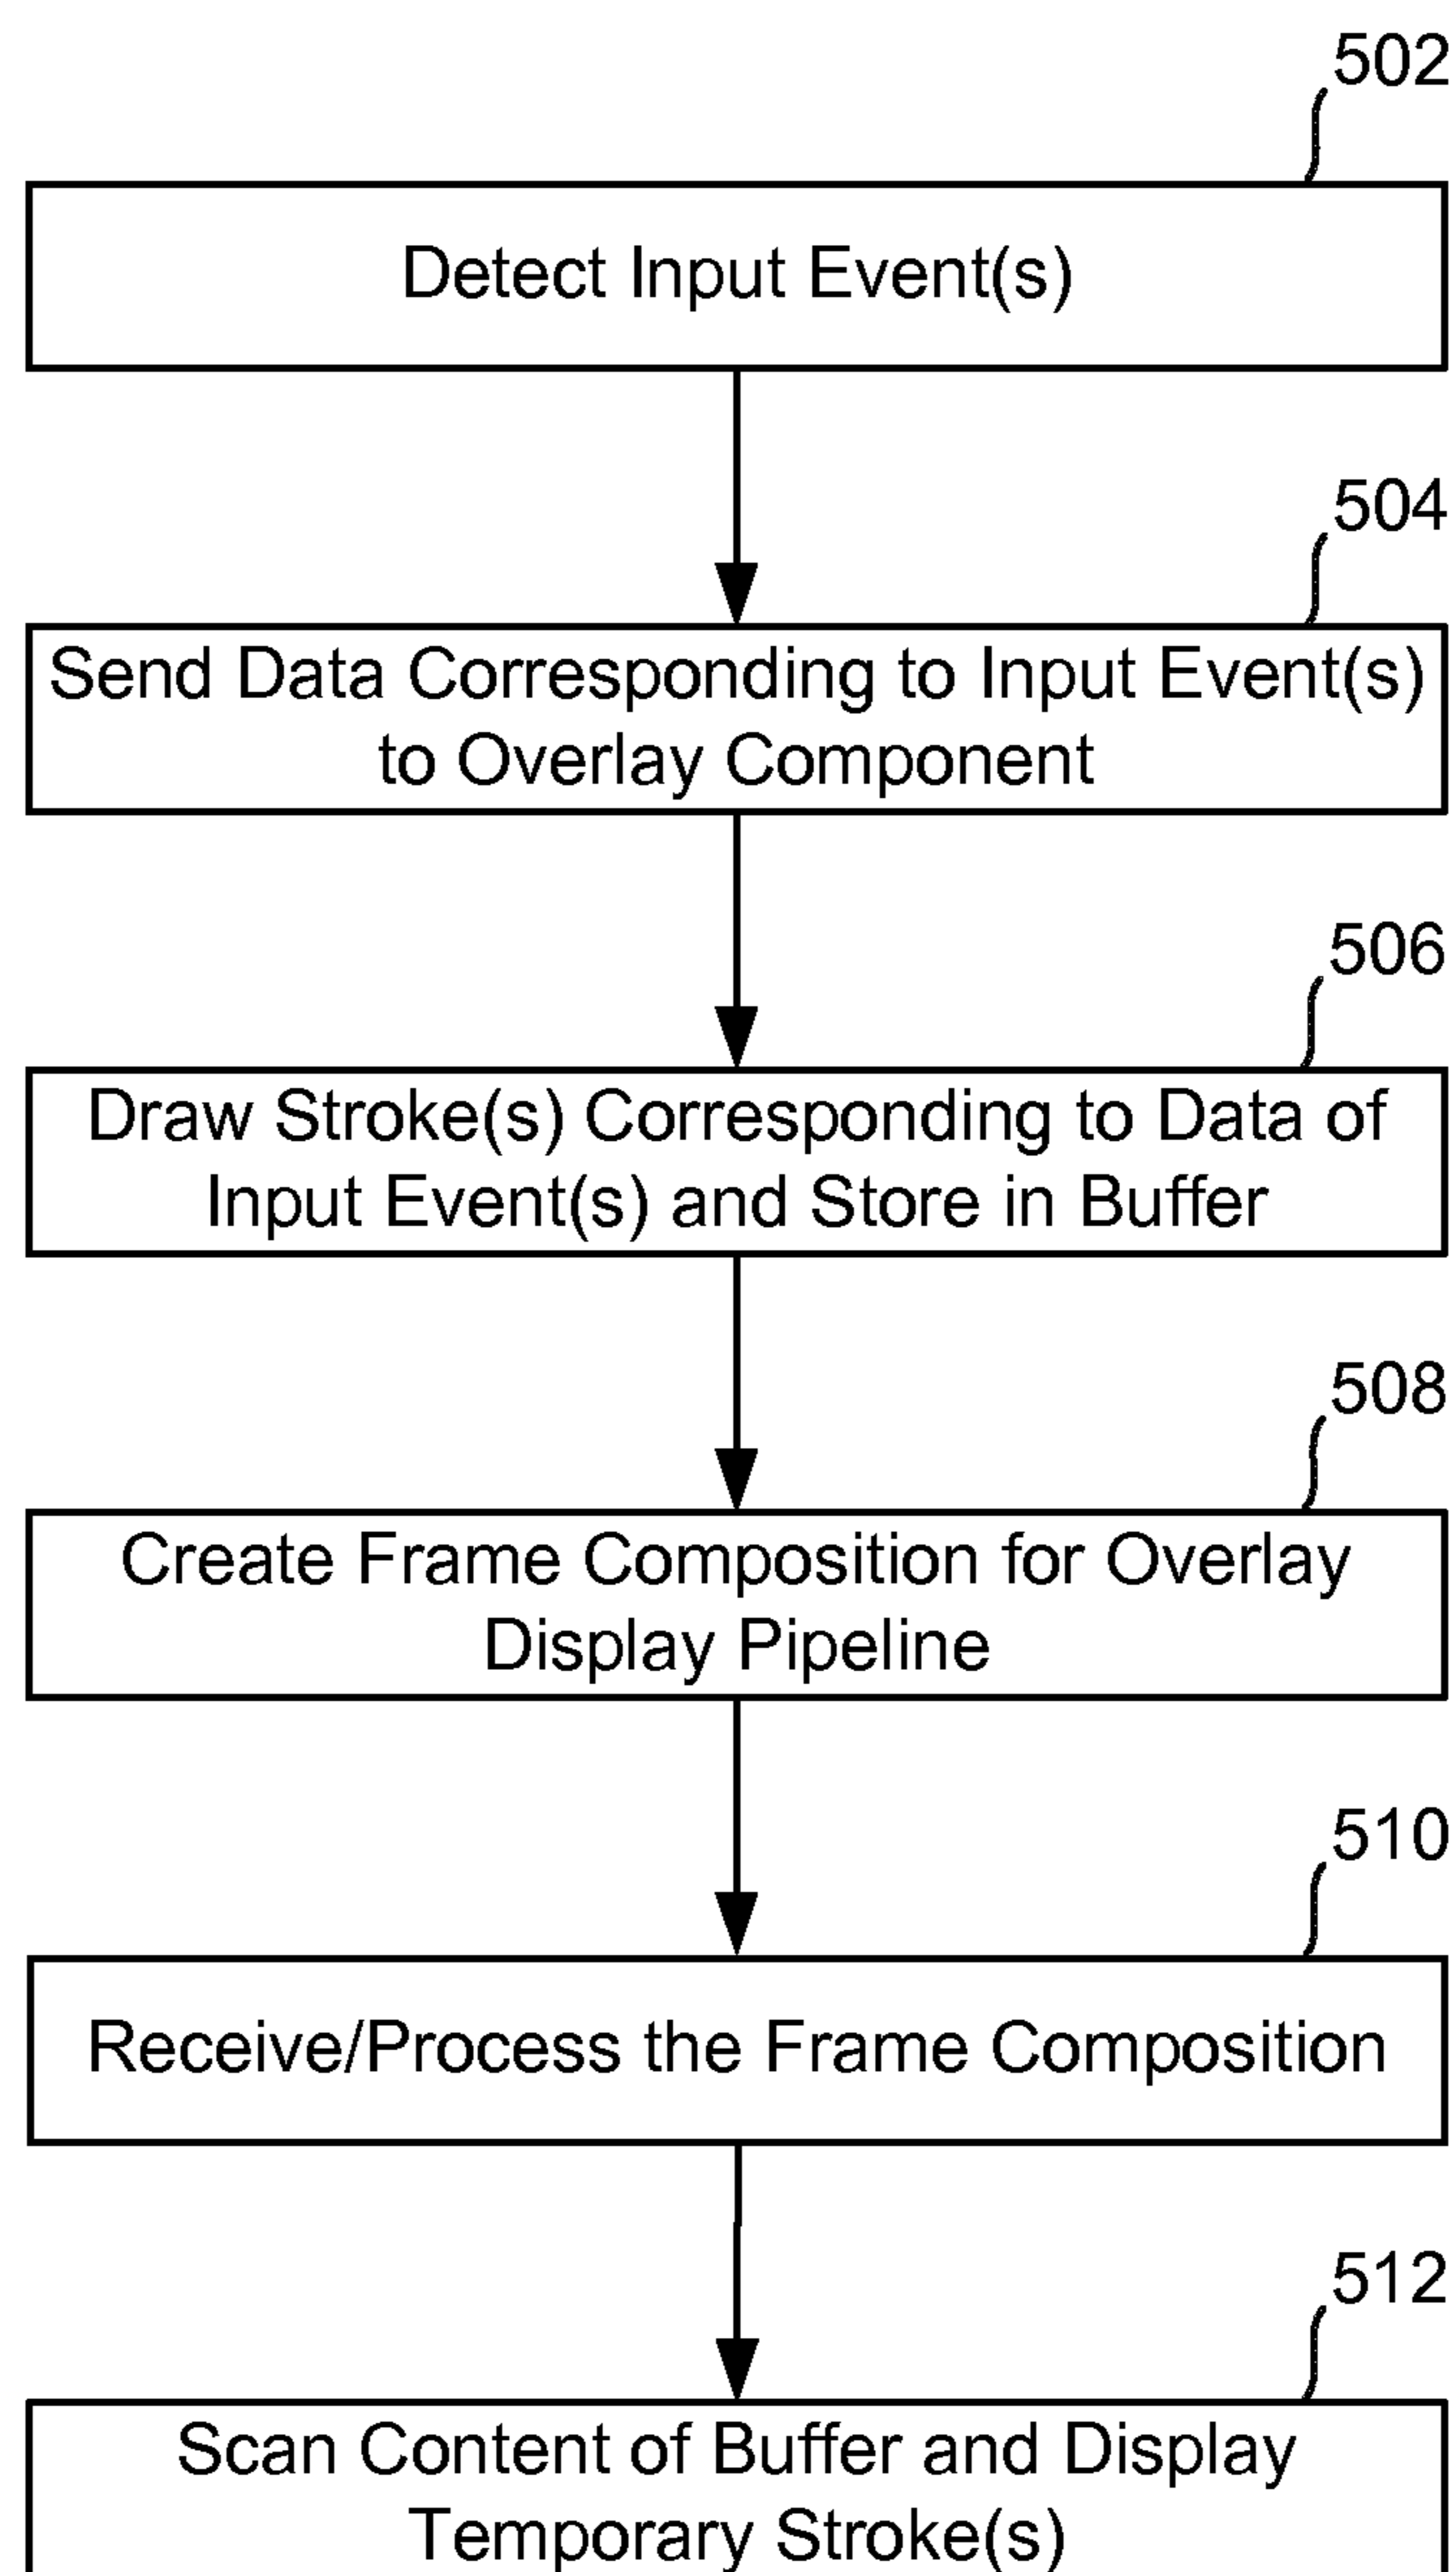 502
Detect Input Event(s)
504
Send Data Corresponding to Input Event(s)
to Overlay Component
506
Draw Stroke(s) Corresponding to Data of
Input Event(s) and Store in Buffer
508
Create Frame Composition for Overlay
Display Pipeline
510
Receive/Process the Frame Composition
512
Scan Content of Buffer and Display
Temporary Stroke(s)